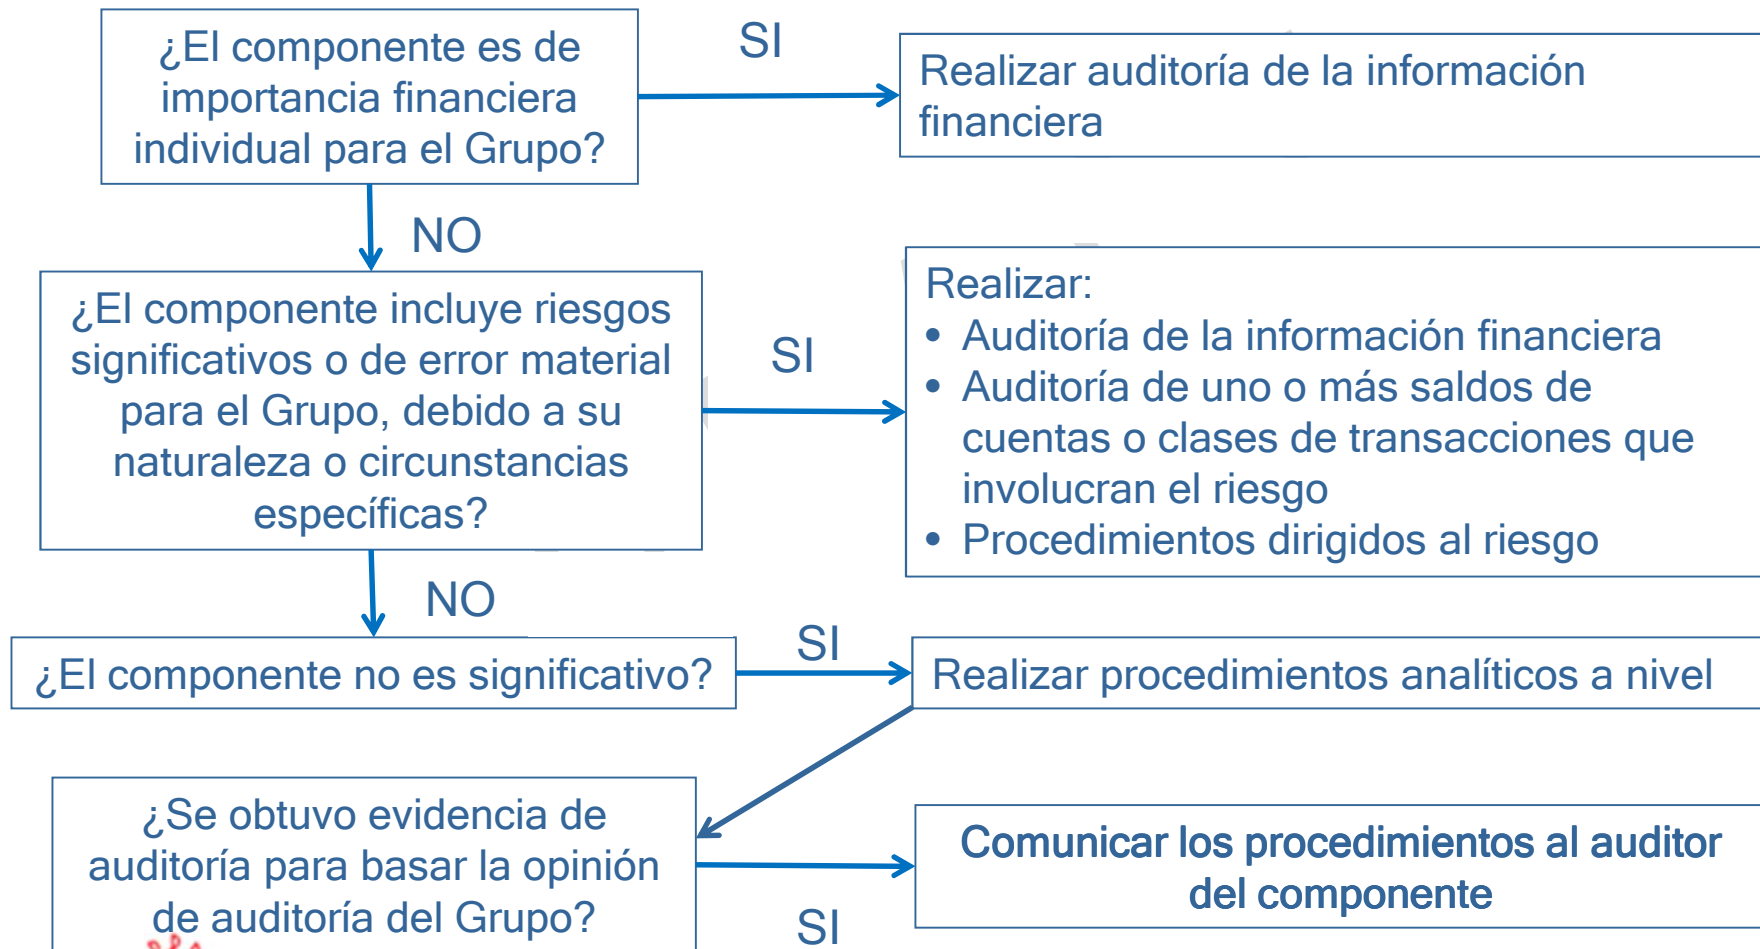 ¿El componente es de
importancia financiera
individual para el Grupo?
SI
Realizar auditoría de la información
financiera
NO
¿El componente incluye riesgos
significativos o de error material
para el Grupo, debido a su
naturaleza o circunstancias
específicas?
SI
Realizar:
• Auditoría de la información financiera
• Auditoría de uno o más saldos de
cuentas o clases de transacciones que
involucran el riesgo
• Procedimientos dirigidos al riesgo
NO
¿El componente no es significativo?
SI
Realizar procedimientos analíticos a nivel
¿Se obtuvo evidencia de
auditoría para basar la opinión
de auditoría del Grupo?
SI
Comunicar los procedimientos al auditor
del componente